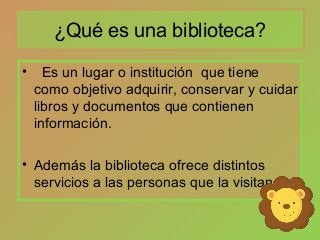 ¿Qué es una biblioteca?
• Es un lugar o institución que tiene
como objetivo adquirir, conservar y cuidar
libros y documentos que contienen
información.
• Además la biblioteca ofrece distintos
servicios a las personas que la visitan